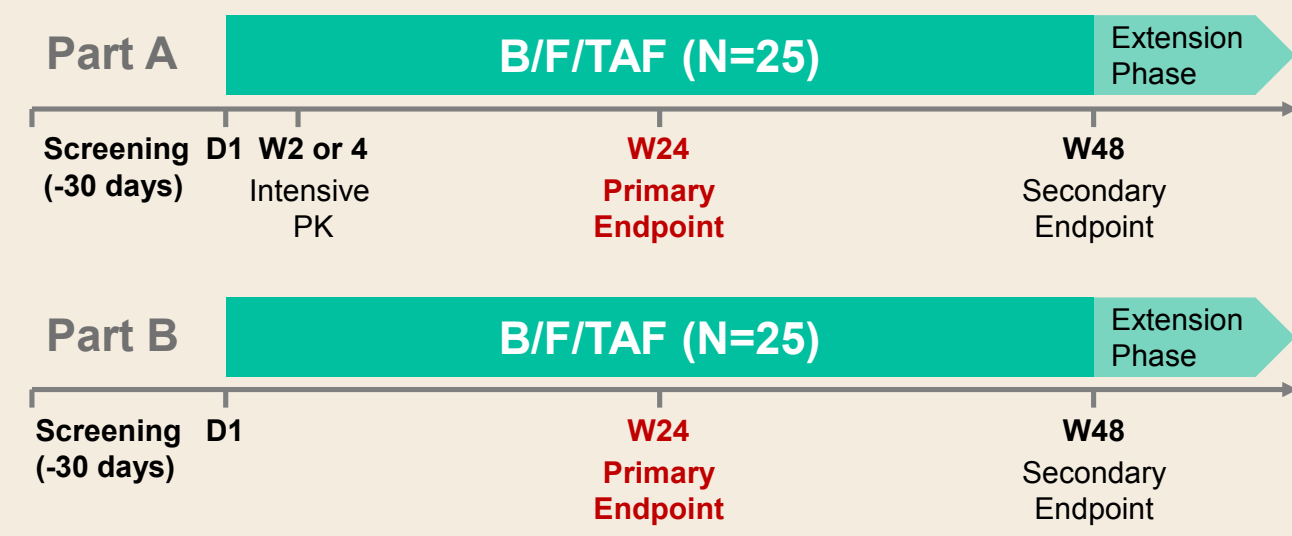 Part A
B/F/TAF (N=25)
Extension
Phase
Screening D1 W2 or 4 W24 W48
(-30 days) Intensive Primary Secondary
PK Endpoint Endpoint
Part B
B/F/TAF (N=25)
Extension
Phase
Screening D1 W24 W48
(-30 days) Primary Secondary
Endpoint Endpoint